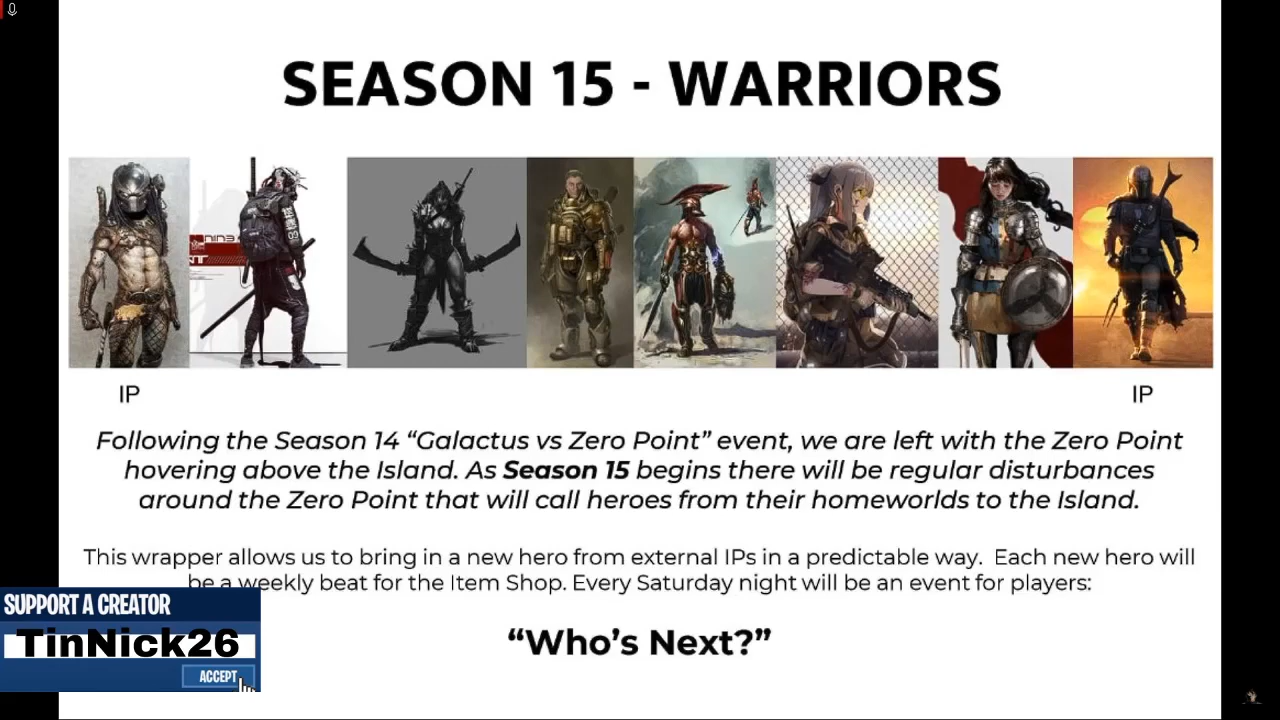 SEASON 15 - WARRIORS
IP
IP
Following the Season 14 “Galactus vs Zero Point” event, we are left with the Zero Point
hovering above the Island. As Season 15 begins there will be regular disturbances
around the Zero Point that will call heroes from their homeworlds to the Island.
This wrapper allows us to bring in a new hero from external IPs in a predictable way. Each new hero will
be a weekly beat for the Item Shop. Every Saturday night will be an event for players:
“Who’s Next?”
SUPPORT A CREATOR
TinNick26
ACCEPT